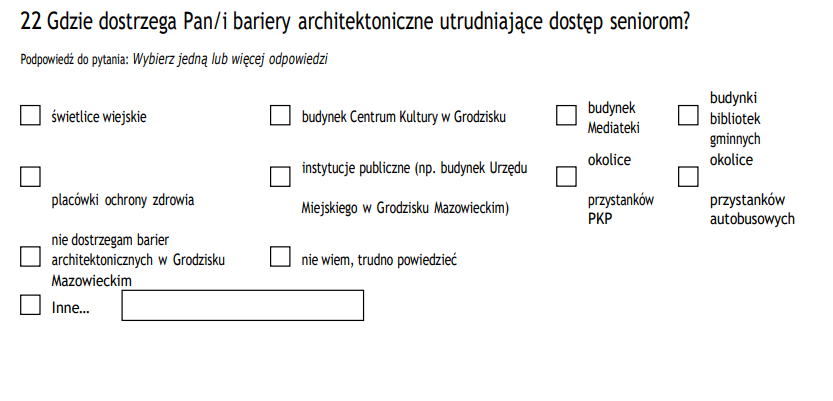 22 Gdzie dostrzega Pan/i bariery architektoniczne utrudniające dostęp seniorom?
Podpowiedź do pytania: Wybierz jedną lub więcej odpowiedzi
świetlice wiejskie
budynek Centrum Kultury w Grodzisku
budynek
Mediateki
budynki
bibliotek
gminnych
placówki ochrony zdrowia
instytucje publiczne (np. budynek Urzędu
Miejskiego w Grodzisku Mazowieckim)
okolice
przystanków
PKP
okolice
przystanków
autobusowych
nie dostrzegam barier
architektonicznych w Grodzisku
Mazowieckim
nie wiem, trudno powiedzieć
Inne...